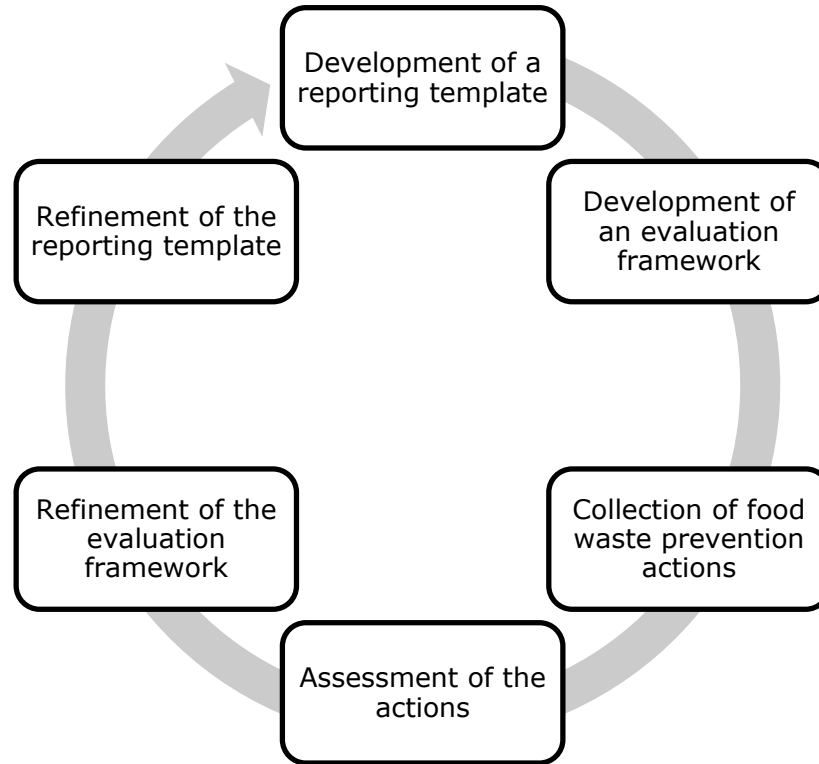 Development of a
reporting template
Development of
an evaluation
framework
Collection of food
waste prevention
actions
Assessment of the
actions
Refinement of the
evaluation
framework
Refinement of the
reporting template